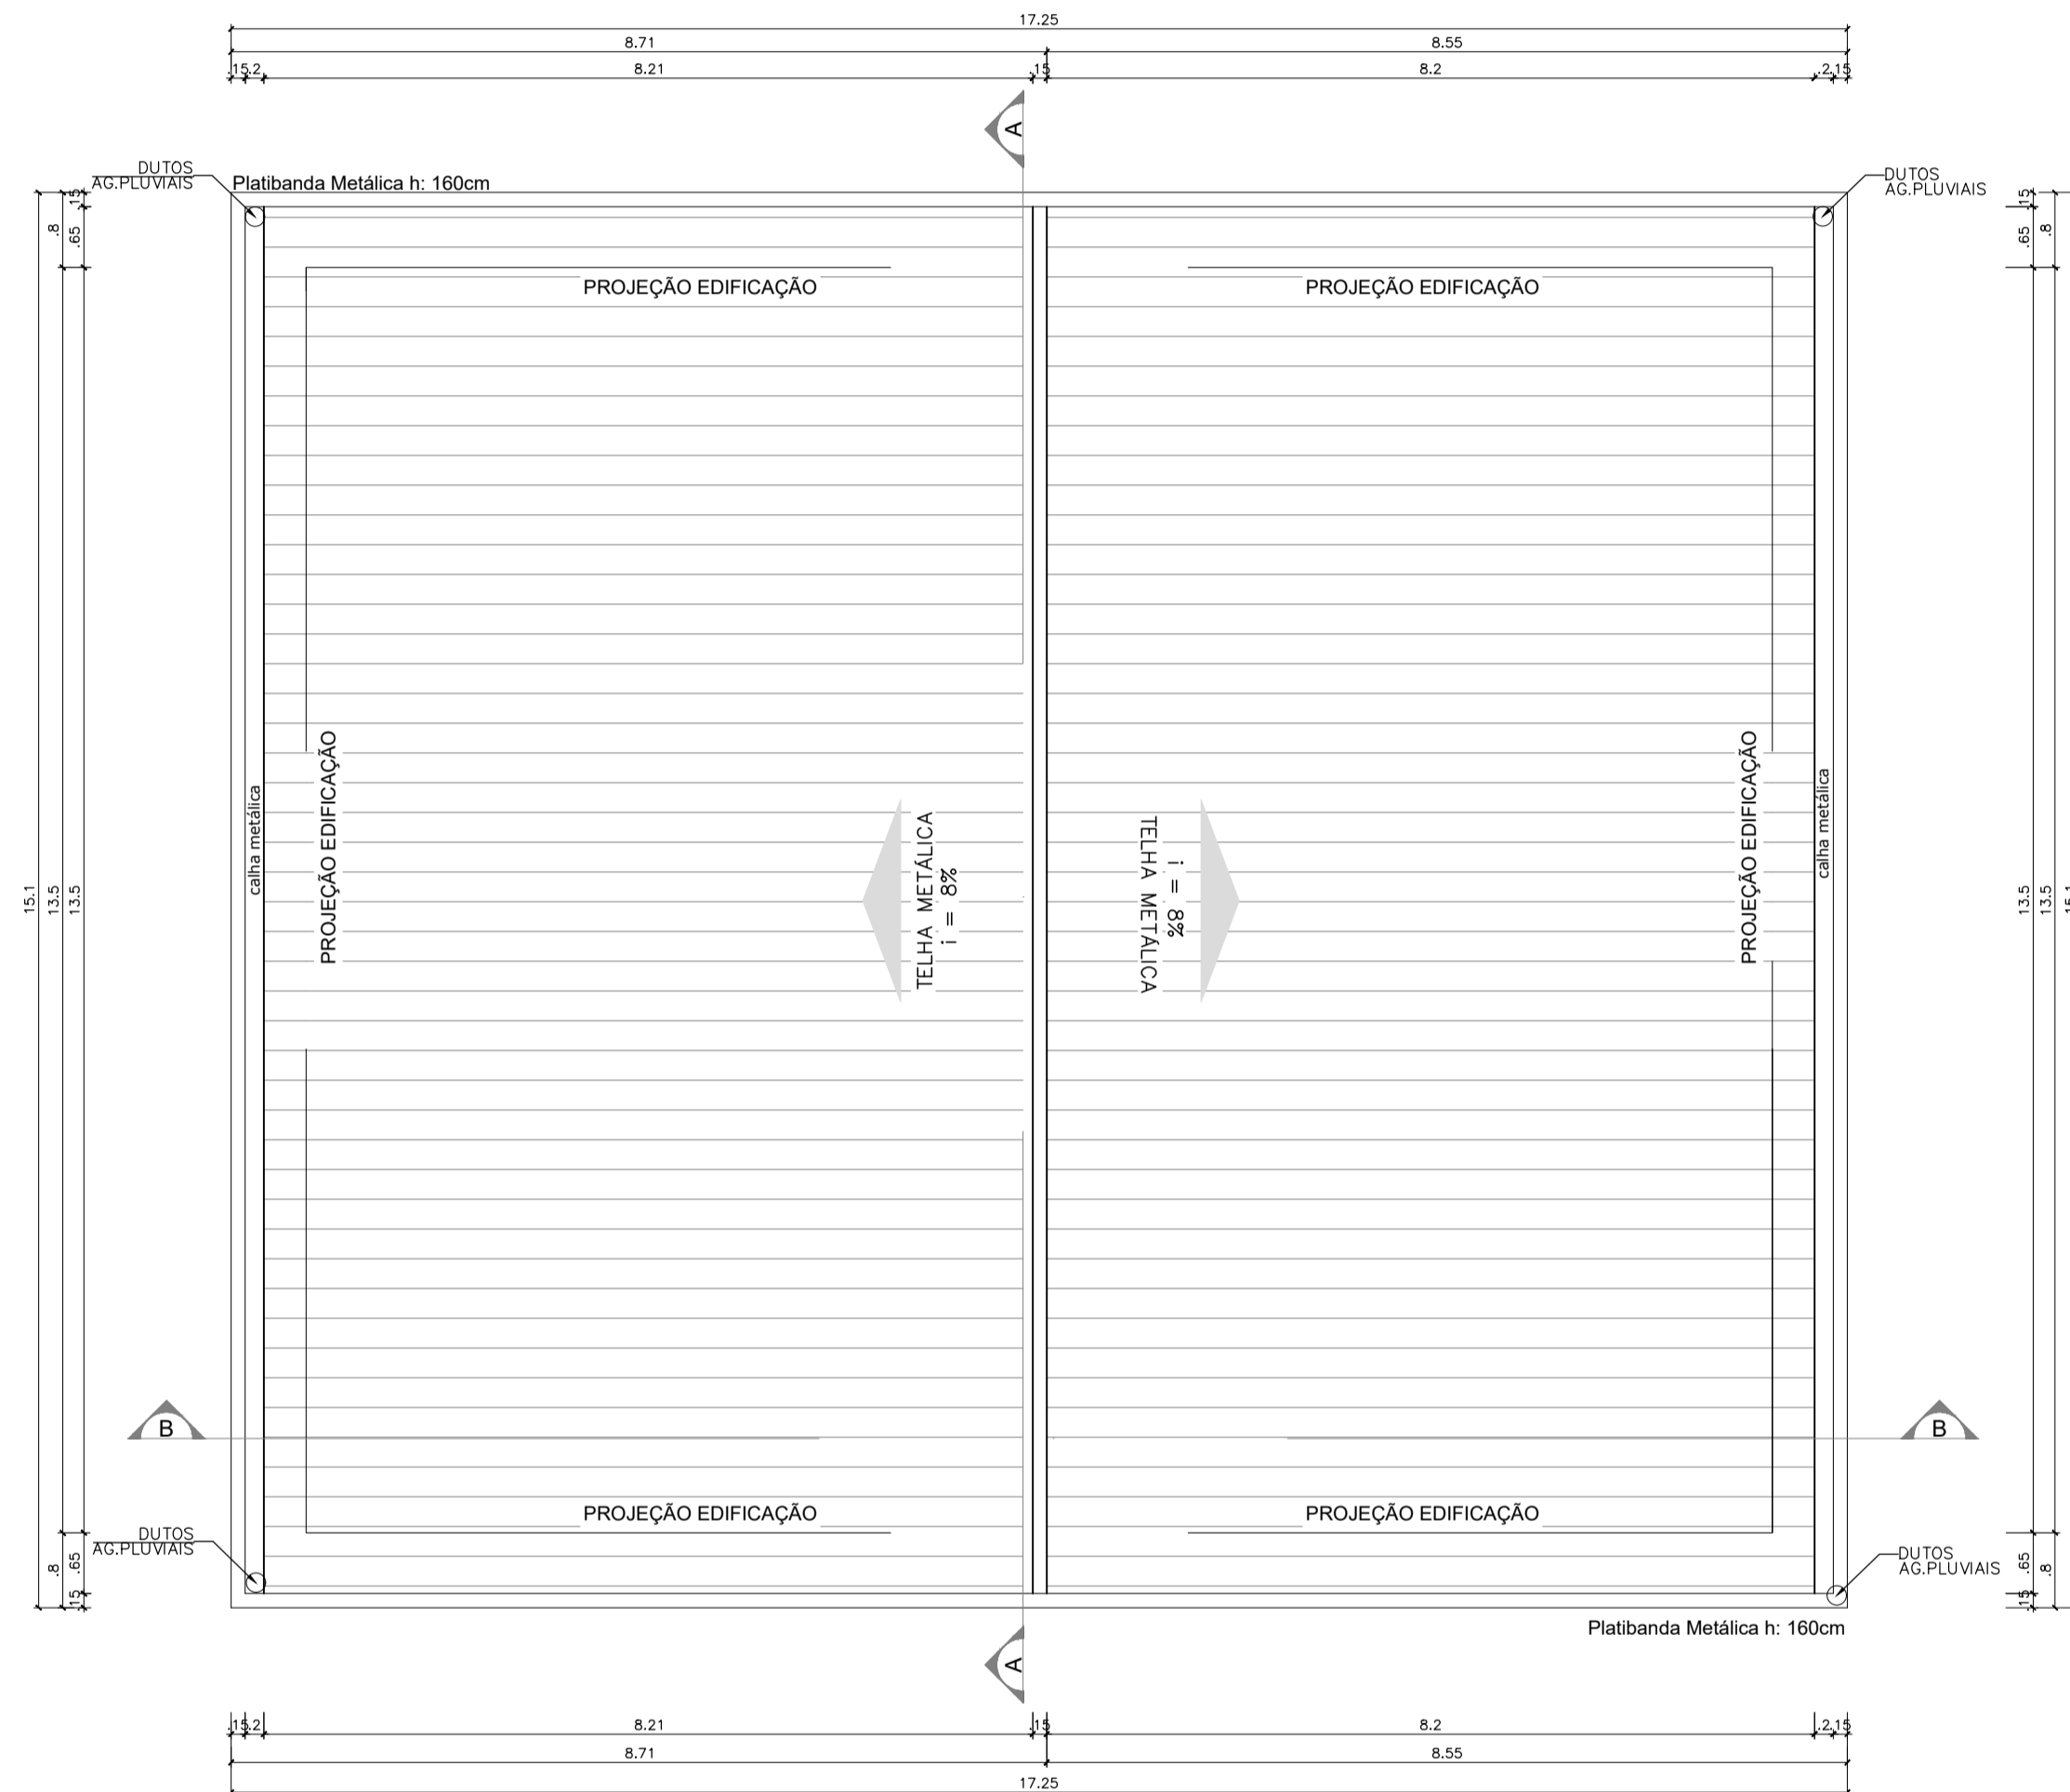 17.25
8.71
8.55
.15
.2
8.21
.15
8.2
.2
.15
A
DUTOS
AG.PLUVIAIS
Platibanda Metálica h: 160cm
DUTOS
AG.PLUVIAIS
.15
.8
.65
.15
.65
.8
PROJEÇÃO EDIFICAÇÃO
PROJEÇÃO EDIFICAÇÃO
15.1
13.5
13.5
calha metálica
PROJEÇÃO EDIFICAÇÃO
TELHA METÁLICA
i = 8%
TELHA METÁLICA
i = 8%
PROJEÇÃO EDIFICAÇÃO
calha metálica
13.5
13.5
15.1
B
B
PROJEÇÃO EDIFICAÇÃO
PROJEÇÃO EDIFICAÇÃO
DUTOS
AG.PLUVIAIS
DUTOS
AG.PLUVIAIS
.8
.65
.15
.65
.8
.15
Platibanda Metálica h: 160cm
A
.15
.2
8.21
.15
8.2
.2
.15
8.71
8.55
17.25